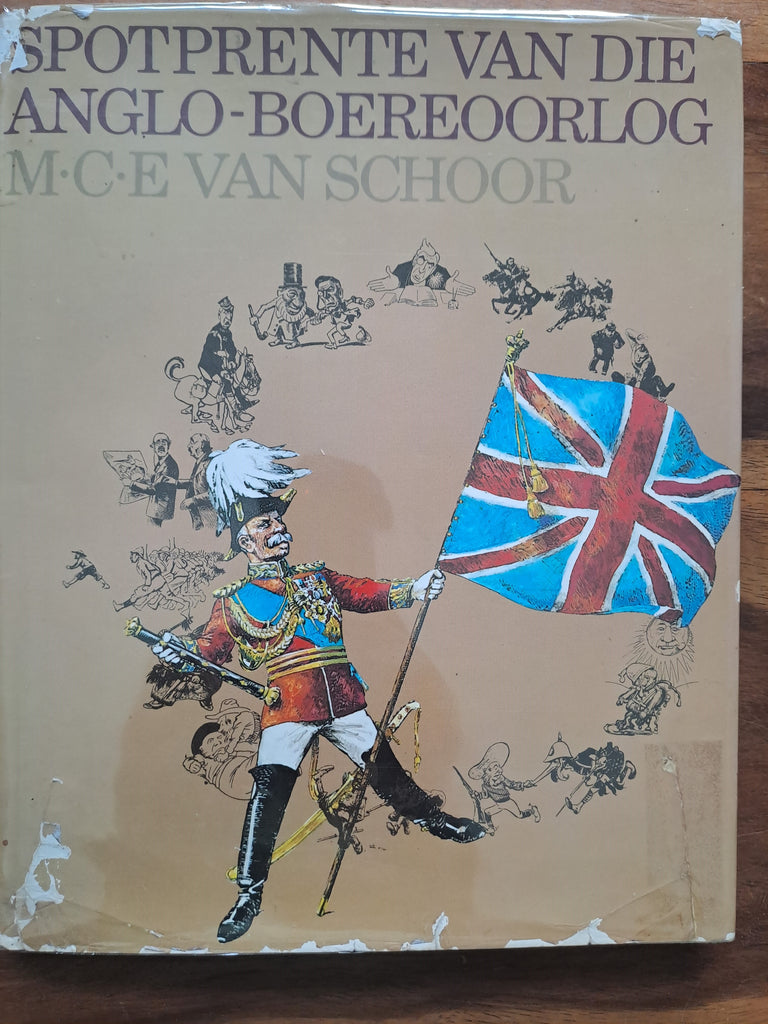 SPOTPRENTE VAN DIE
ANGLO-BOEREOORLOG
M·C·E VAN SCHOOR